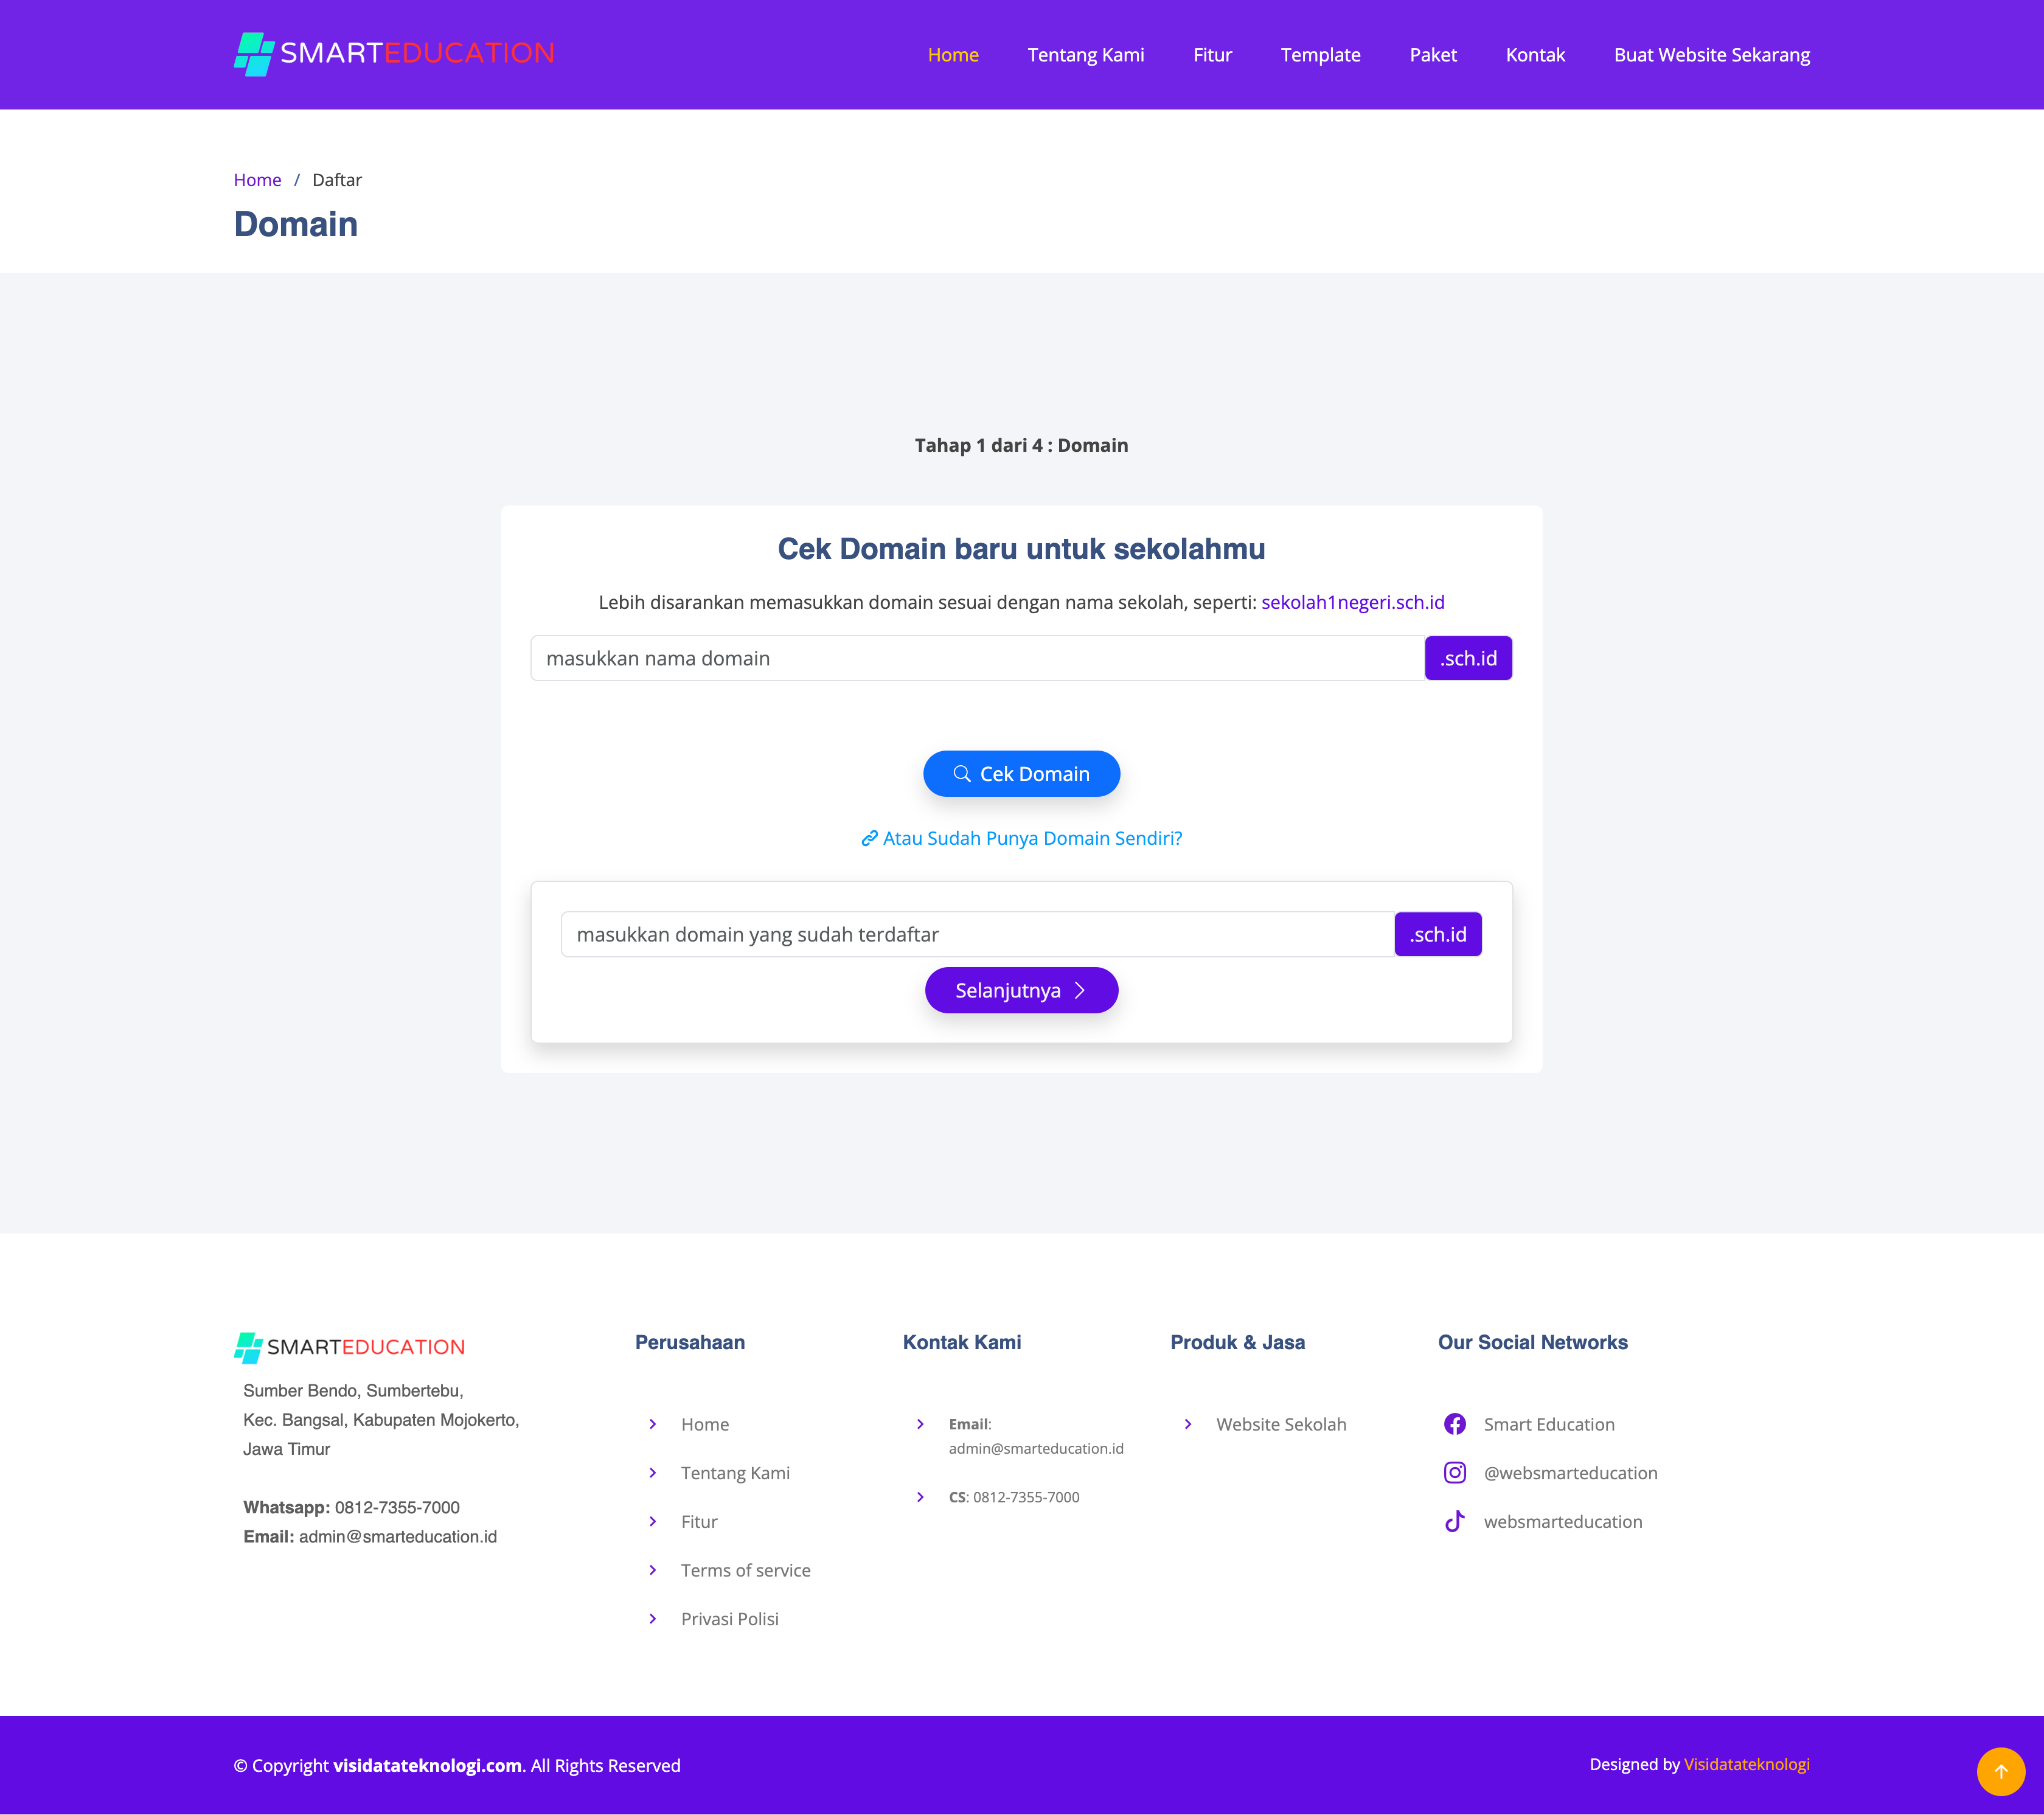 SMARTEDUCATION
Home Tentang Kami Fitur Template Paket Kontak Buat Website Sekarang
Home / Daftar
Domain
Tahap 1 dari 4 : Domain
Cek Domain baru untuk sekolahmu
Lebih disarankan memasukkan domain sesuai dengan nama sekolah, seperti: sekolah1negeri.sch.id
masukkan nama domain .sch.id
Cek Domain
Atau Sudah Punya Domain Sendiri?
masukkan domain yang sudah terdaftar .sch.id
Selanjutnya
SMARTEDUCATION
Sumber Bendo, Sumbertebu,
Kec. Bangsal, Kabupaten Mojokerto,
Jawa Timur
Whatsapp: 0812-7355-7000
Email: admin@smarteducation.id
Perusahaan
Home
Tentang Kami
Fitur
Terms of service
Privasi Polisi
Kontak Kami
Email:
admin@smarteducation.id
CS: 0812-7355-7000
Produk & Jasa
Website Sekolah
Our Social Networks
Smart Education
@websmarteducation
websmarteducation
© Copyright visidatateknologi.com. All Rights Reserved
Designed by Visidatateknologi